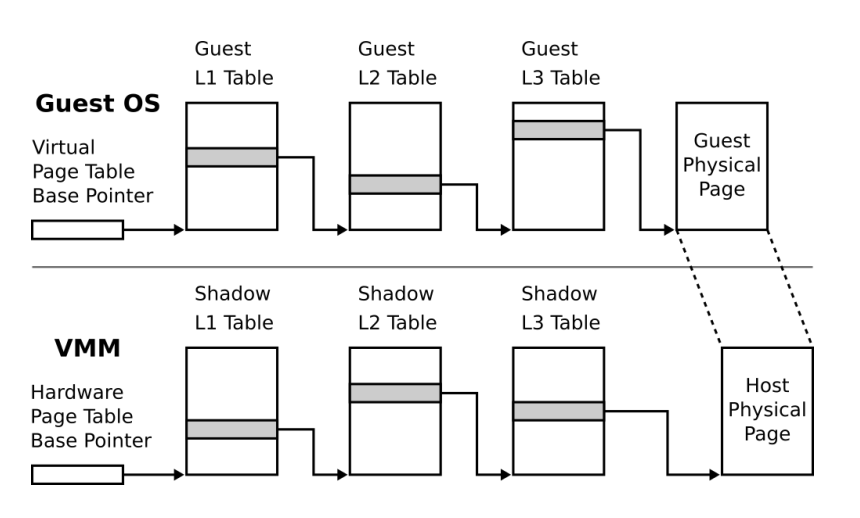 Guest
L1 Table
Guest
L2 Table
Guest
L3 Table
Guest OS
Virtual
Page Table
Base Pointer
Guest
Physical
Page
Shadow
L1 Table
Shadow
L2 Table
Shadow
L3 Table
VMM
Hardware
Page Table
Base Pointer
Host
Physical
Page